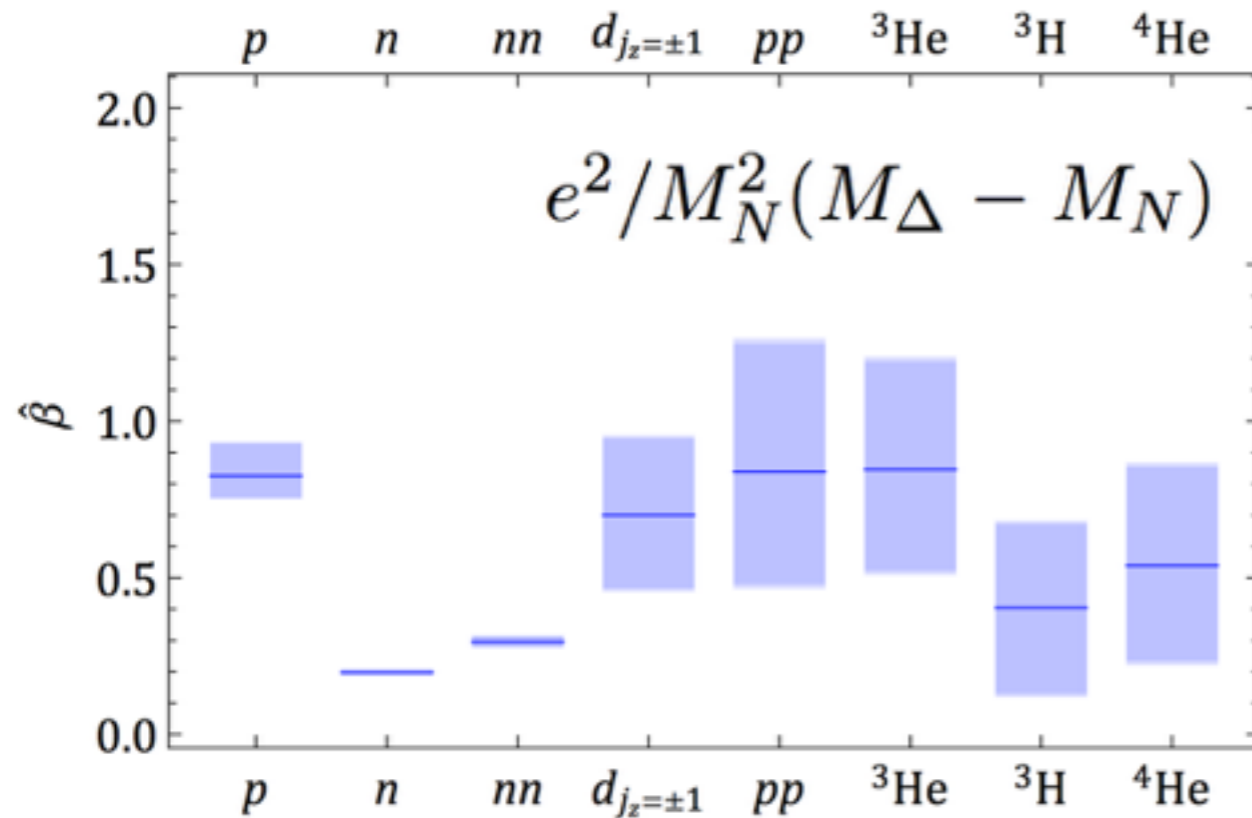 p n nn d_{j_z=±1} pp ³He ³H ⁴He
2.0
e²/M_N²(M_Δ − M_N)
1.5
1.0
β̂
0.5
0.0
p n nn d_{j_z=±1} pp ³He ³H ⁴He